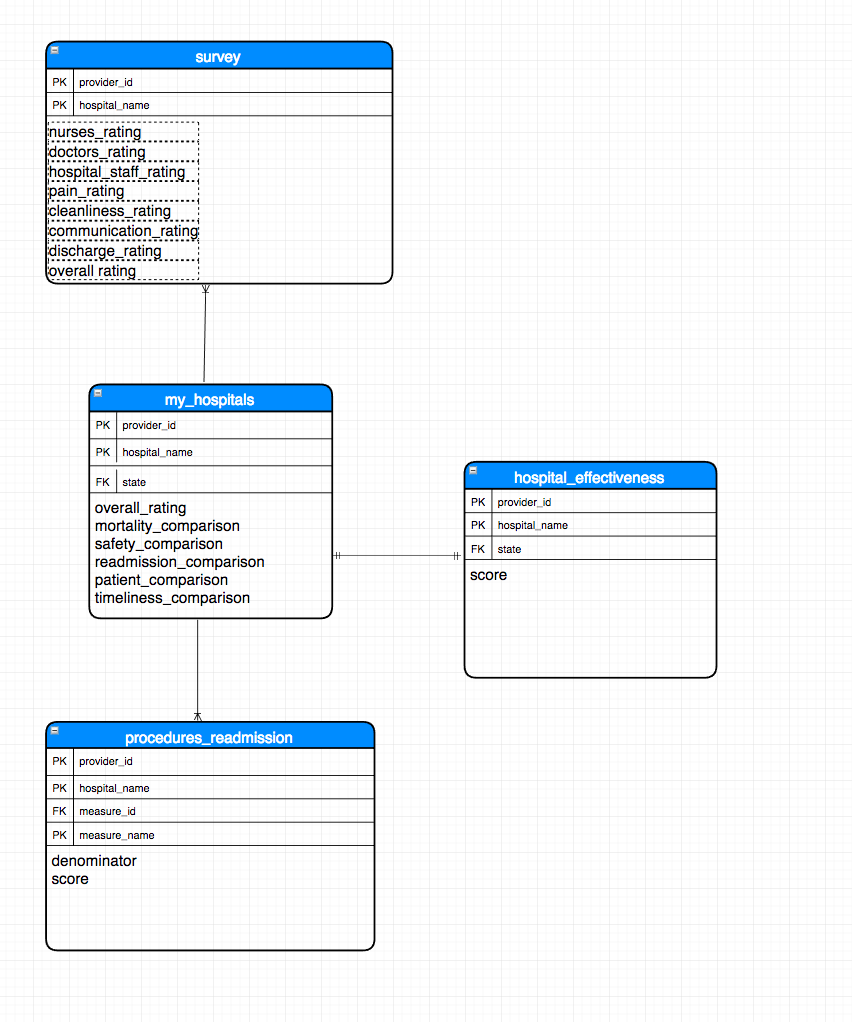 survey
PK provider_id
PK hospital_name
nurses_rating
doctors_rating
hospital_staff_rating
pain_rating
cleanliness_rating
communication_rating
discharge_rating
overall rating
my_hospitals
PK provider_id
PK hospital_name
FK state
overall_rating
mortality_comparison
safety_comparison
readmission_comparison
patient_comparison
timeliness_comparison
hospital_effectiveness
PK provider_id
PK hospital_name
FK state
score
procedures_readmission
PK provider_id
PK hospital_name
FK measure_id
PK measure_name
denominator
score